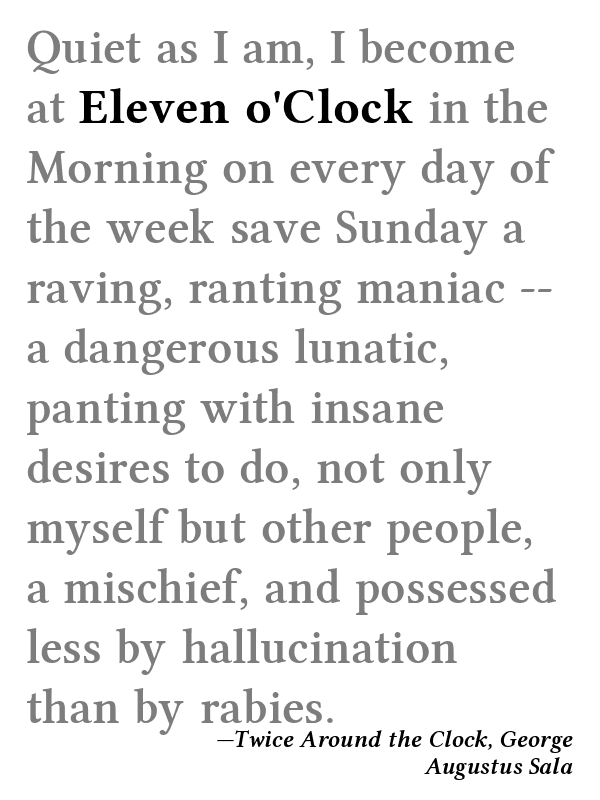 Quiet as I am, I become
at Eleven o'Clock in the
Morning on every day of
the week save Sunday a
raving, ranting maniac --
a dangerous lunatic,
panting with insane
desires to do, not only
myself but other people,
a mischief, and possessed
less by hallucination
than by rabies.
—Twice Around the Clock, George
Augustus Sala